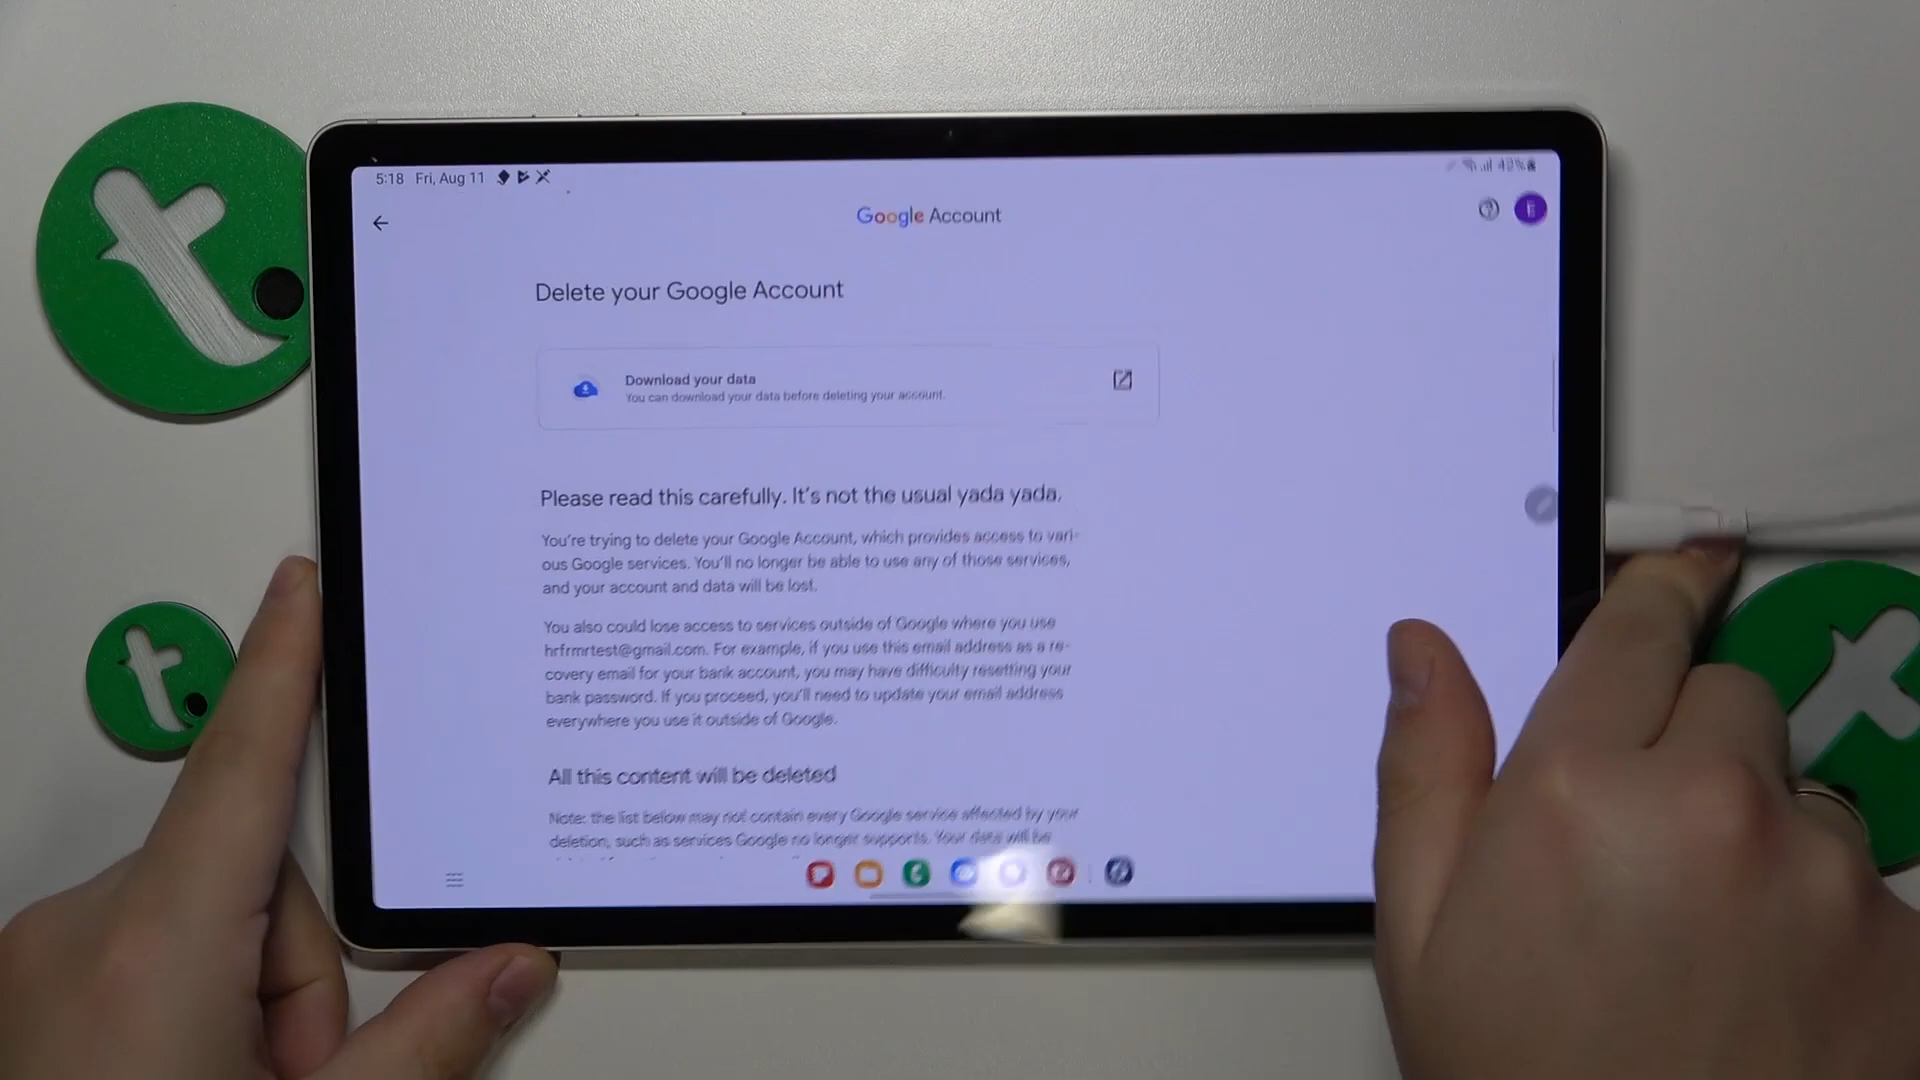 5:18 Fri, Aug 11
Google Account
Delete your Google Account
Download your data
You can download your data before deleting your account.
Please read this carefully. It's not the usual yada yada.
You're trying to delete your Google Account, which provides access to vari-
ous Google services. You'll no longer be able to use any of those services,
and your account and data will be lost.
You also could lose access to services outside of Google where you use
hrfrmrtest@gmail.com. For example, if you use this email address as a re-
covery email for your bank account, you may have difficulty resetting your
bank password. If you proceed, you'll need to update your email address
everywhere you use it outside of Google.
All this content will be deleted
Note: the list below may not contain every Google service affected by your
deletion, such as services Google no longer supports. Your data will be